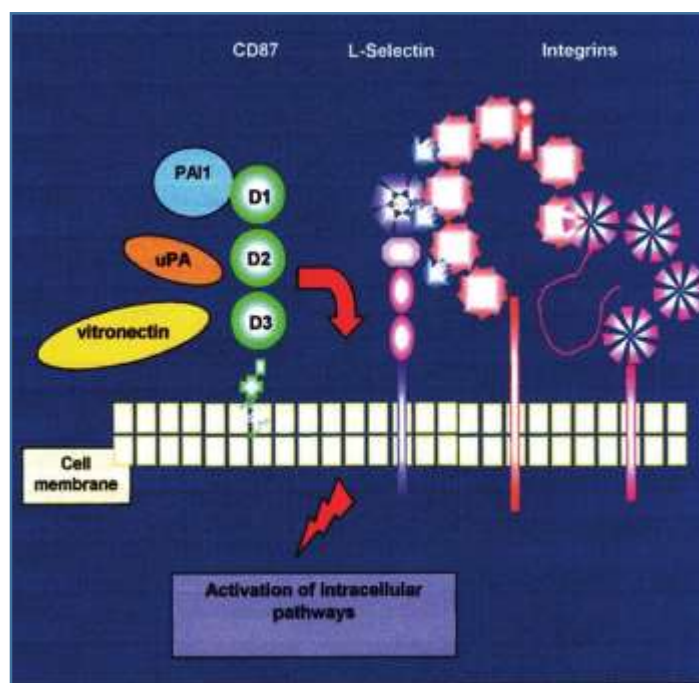 CD87
L-Selectin
Integrins
PAI1
D1
uPA
D2
D3
vitronectin
Cell
membrane
Activation of intracellular
pathways